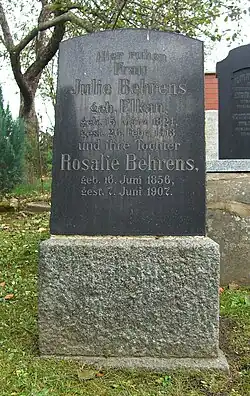 Hier ruhen
Frau
Julie Behrens
geb. Elkan
und ihre Tochter
Rosalie Behrens,
geb. 16. Juni 1856,
gest. 7. Juni 1907.